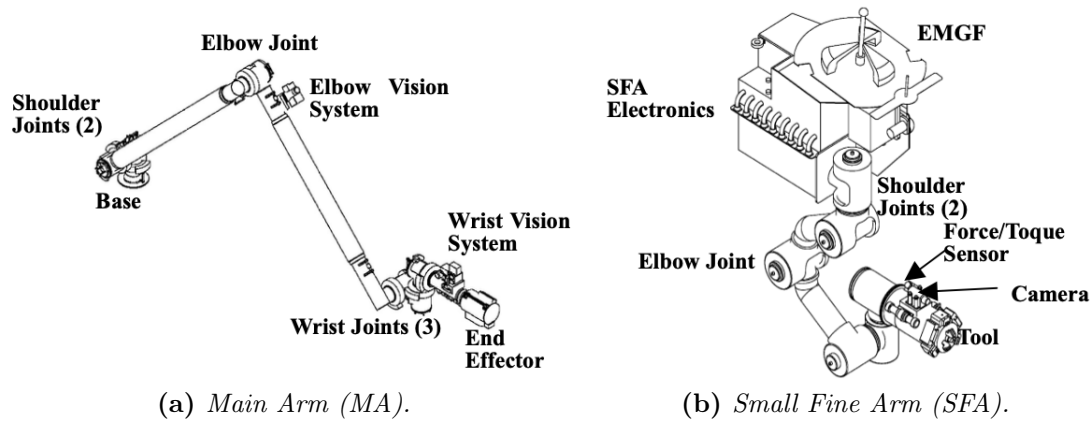 Elbow Joint
Elbow Vision
System
Shoulder
Joints (2)
Base
Wrist Vision
System
Wrist Joints (3)
End
Effector
(a) Main Arm (MA).
EMGF
SFA
Electronics
Shoulder
Joints (2)
Force/Toque
Sensor
Elbow Joint
Camera
Tool
(b) Small Fine Arm (SFA).